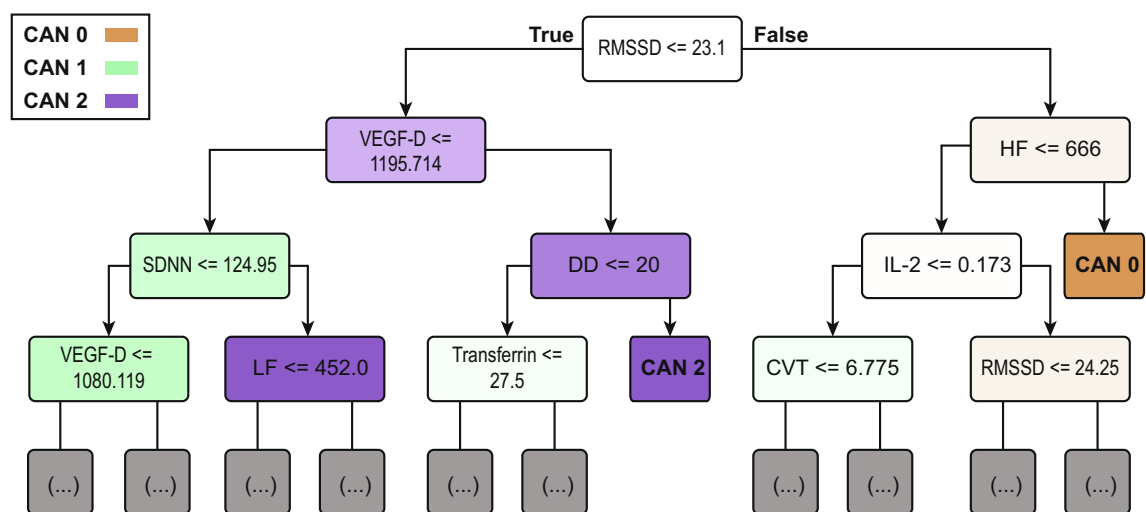 CAN 0
CAN 1
CAN 2
True
RMSSD <= 23.1
False
VEGF-D <=
1195.714
HF <= 666
SDNN <= 124.95
DD <= 20
IL-2 <= 0.173
CAN 0
VEGF-D <=
1080.119
LF <= 452.0
Transferrin <=
27.5
CAN 2
CVT <= 6.775
RMSSD <= 24.25
(...)
(...)
(...)
(...)
(...)
(...)
(...)
(...)
(...)
(...)